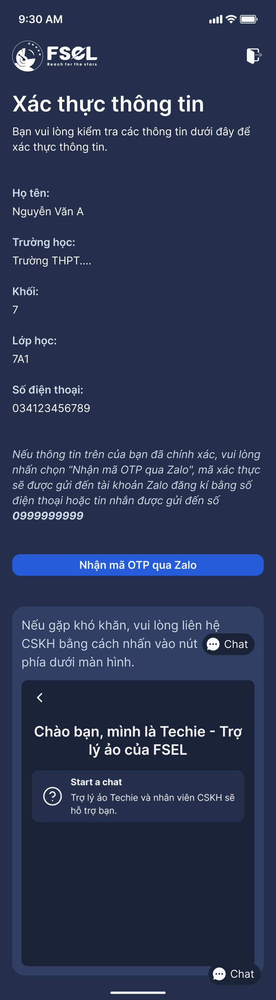 9:30 AM
FSEL
Reach for the stars
Xác thực thông tin
Bạn vui lòng kiểm tra các thông tin dưới đây để
xác thực thông tin.
Họ tên:
Nguyễn Văn A
Trường học:
Trường THPT....
Khối:
7
Lớp học:
7A1
Số điện thoại:
034123456789
Nếu thông tin trên của bạn đã chính xác, vui lòng
nhấn chọn “Nhận mã OTP qua Zalo", mã xác thực
sẽ được gửi đến tài khoản Zalo đăng kí bằng số
điện thoại hoặc tin nhắn được gửi đến số
0999999999
Nhận mã OTP qua Zalo
Nếu gặp khó khăn, vui lòng liên hệ
CSKH bằng cách nhấn vào nút Chat
phía dưới màn hình.
Chào bạn, mình là Techie - Trợ
lý ảo của FSEL
Start a chat
Trợ lý ảo Techie và nhân viên CSKH sẽ
hỗ trợ bạn.
Chat